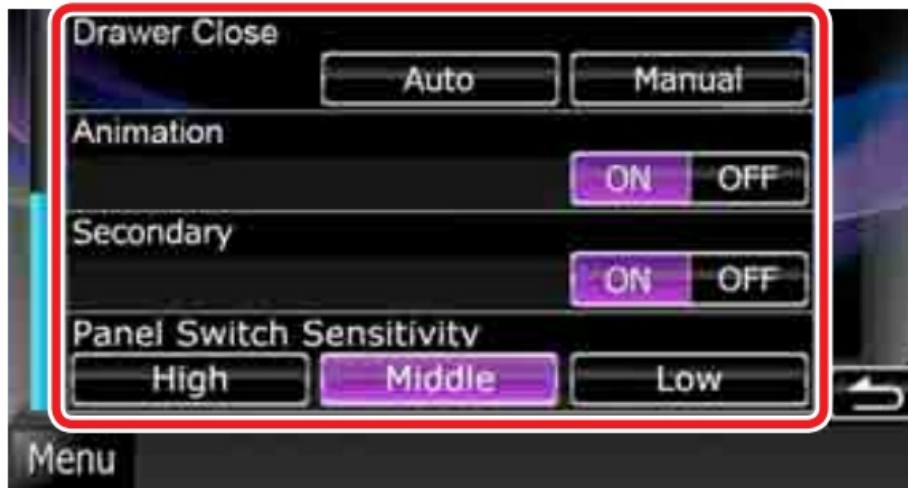 Drawer Close
Auto Manual
Animation
ON OFF
Secondary
ON OFF
Panel Switch Sensitivity
High Middle Low
Menu